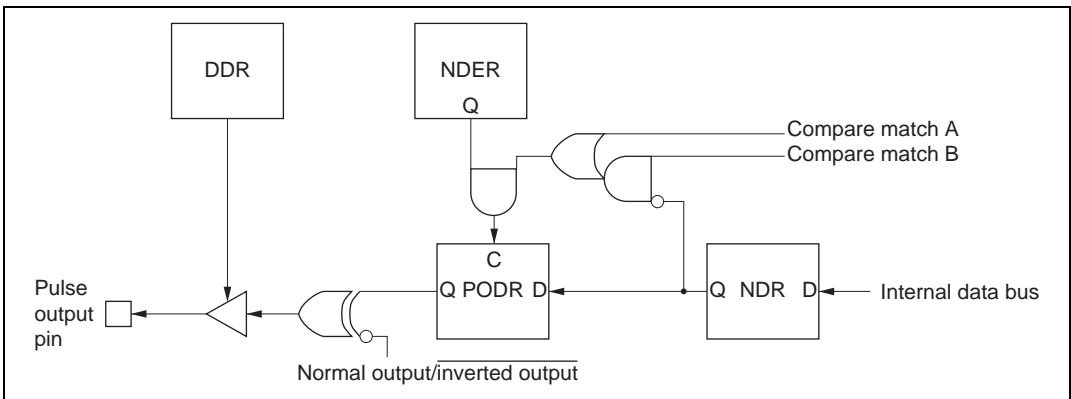 DDR
NDER
Q
Compare match A
Compare match B
C
Q PODR D
Q NDR D
Internal data bus
Pulse
output
pin
Normal output/inverted output